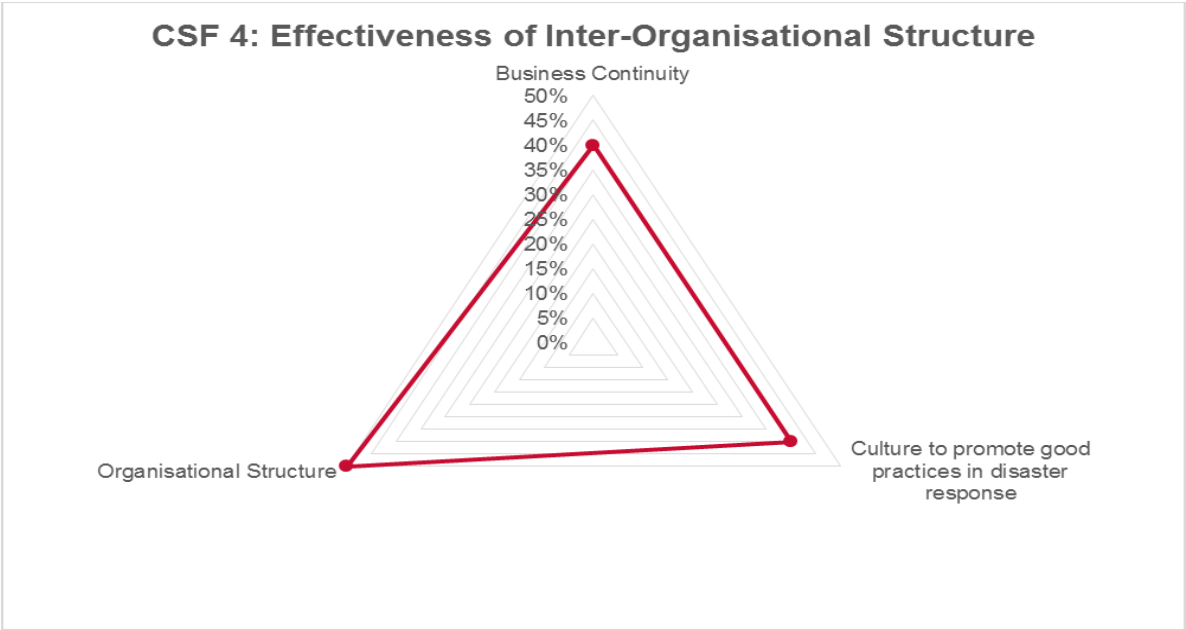 CSF 4: Effectiveness of Inter-Organisational Structure
Business Continuity
50%
45%
40%
35%
30%
25%
20%
15%
10%
5%
0%
Culture to promote good
practices in disaster
response
Organisational Structure